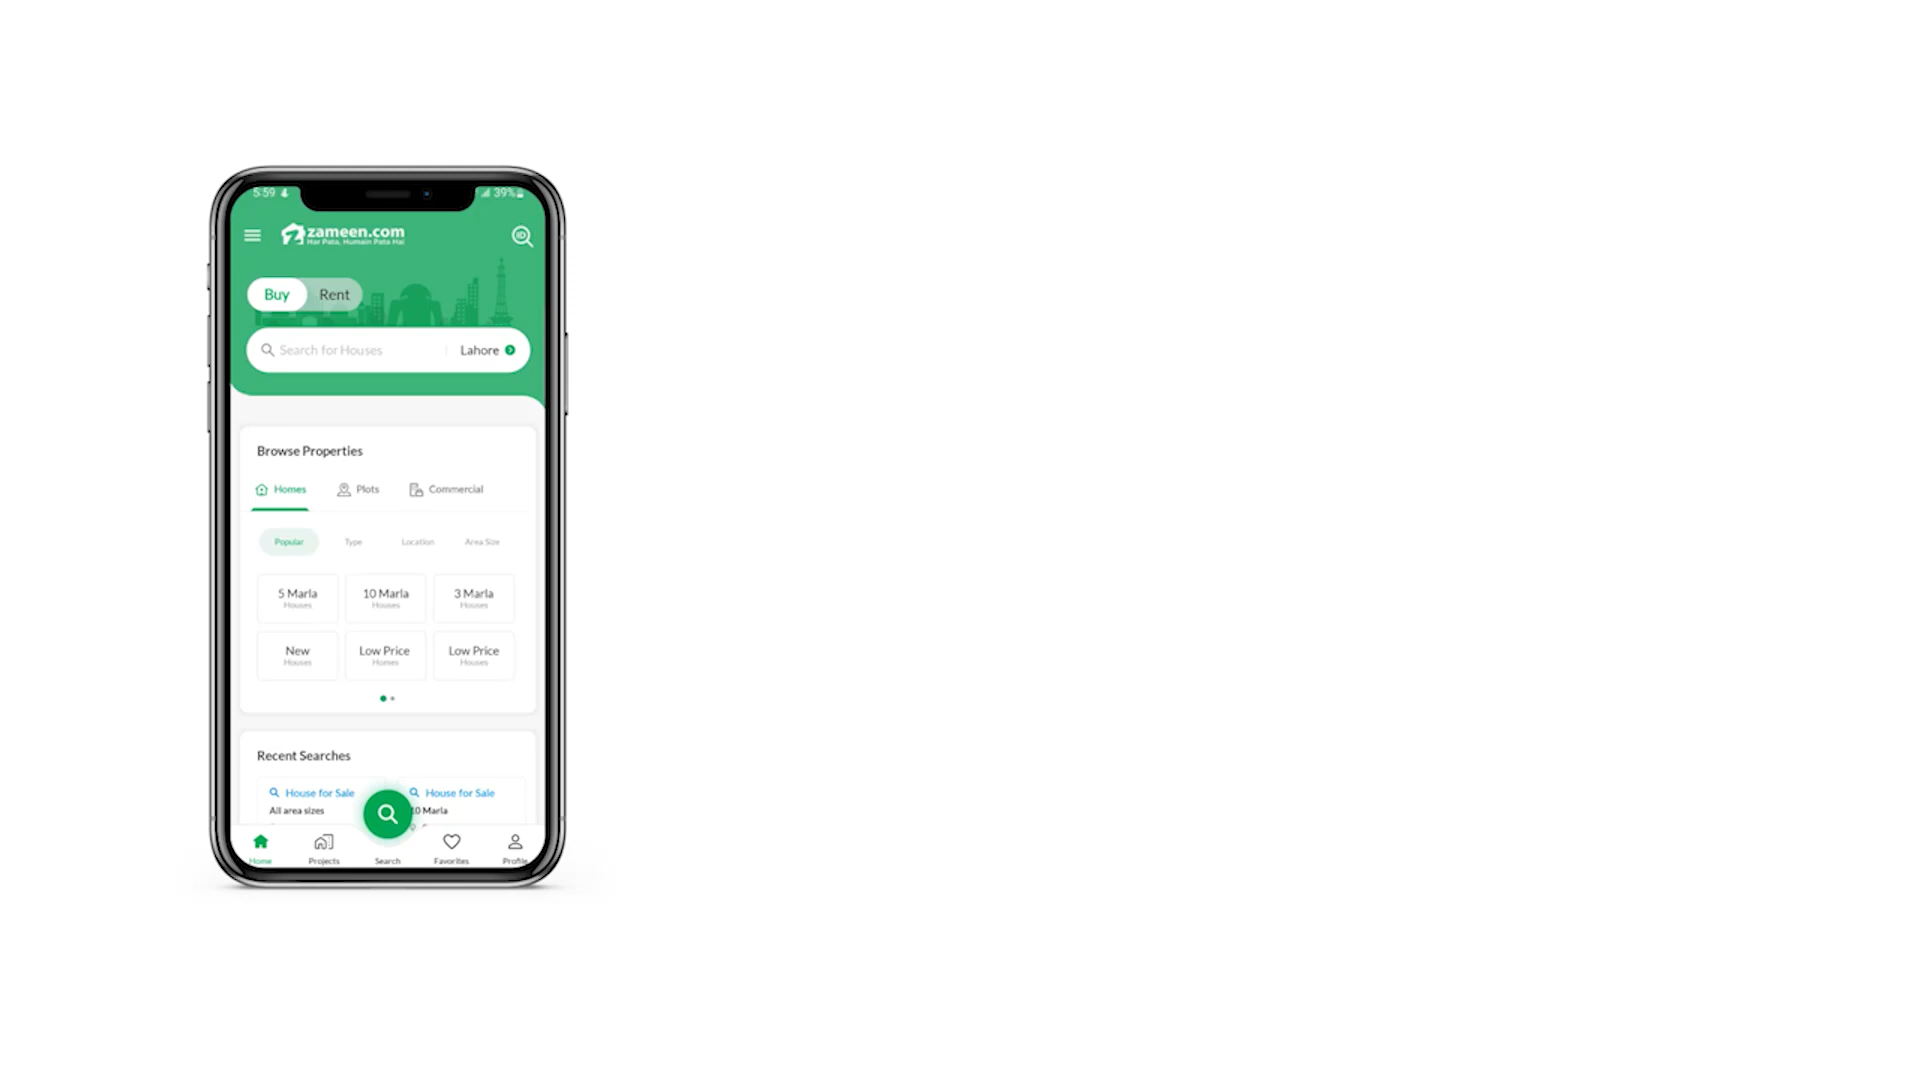 5:59 39%
zameen.com
Har Pata, Humain Pata Hai
ID
Buy Rent
Search for Houses Lahore
Browse Properties
Homes Plots Commercial
Popular Type Location Area Size
5 Marla 10 Marla 3 Marla
Houses Houses Houses
New Low Price Low Price
Houses Homes Houses
Recent Searches
House for Sale House for Sale
All area sizes 10 Marla
Home Projects Search Favorites Profile